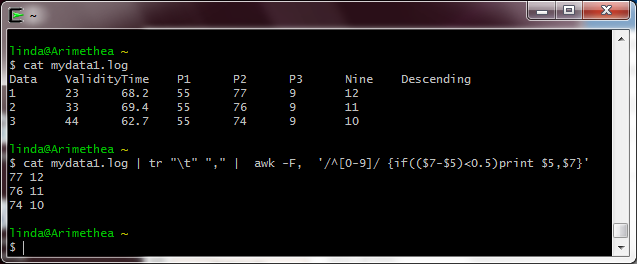 linda@Arimethea ~
$ cat mydata1.log
Data ValidityTime P1 P2 P3 Nine Descending
1 23 68.2 55 77 9 12
2 33 69.4 55 76 9 11
3 44 62.7 55 74 9 10
linda@Arimethea ~
$ cat mydata1.log | tr "\t" "," | awk -F, '/^[0-9]/ {if(($7-$5)<0.5)print $5,$7}'
77 12
76 11
74 10
linda@Arimethea ~
$